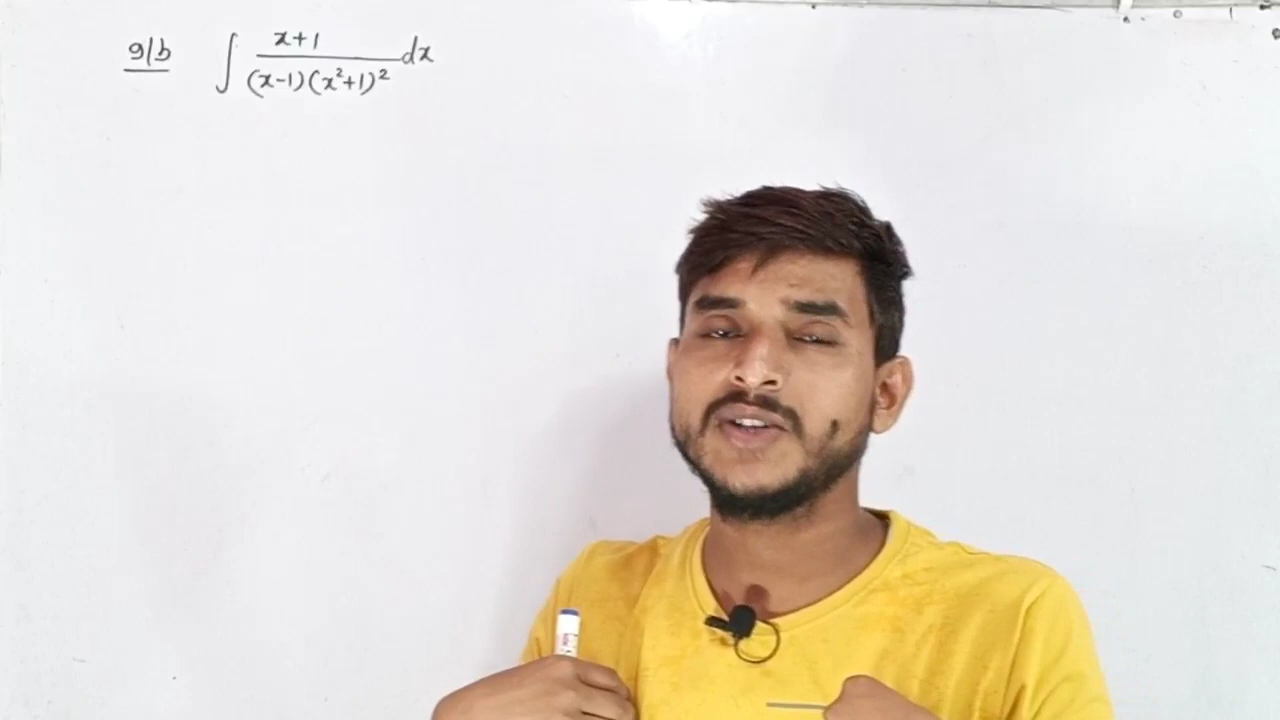 9/b ∫ x+1 / (x-1)(x²+1)² dx